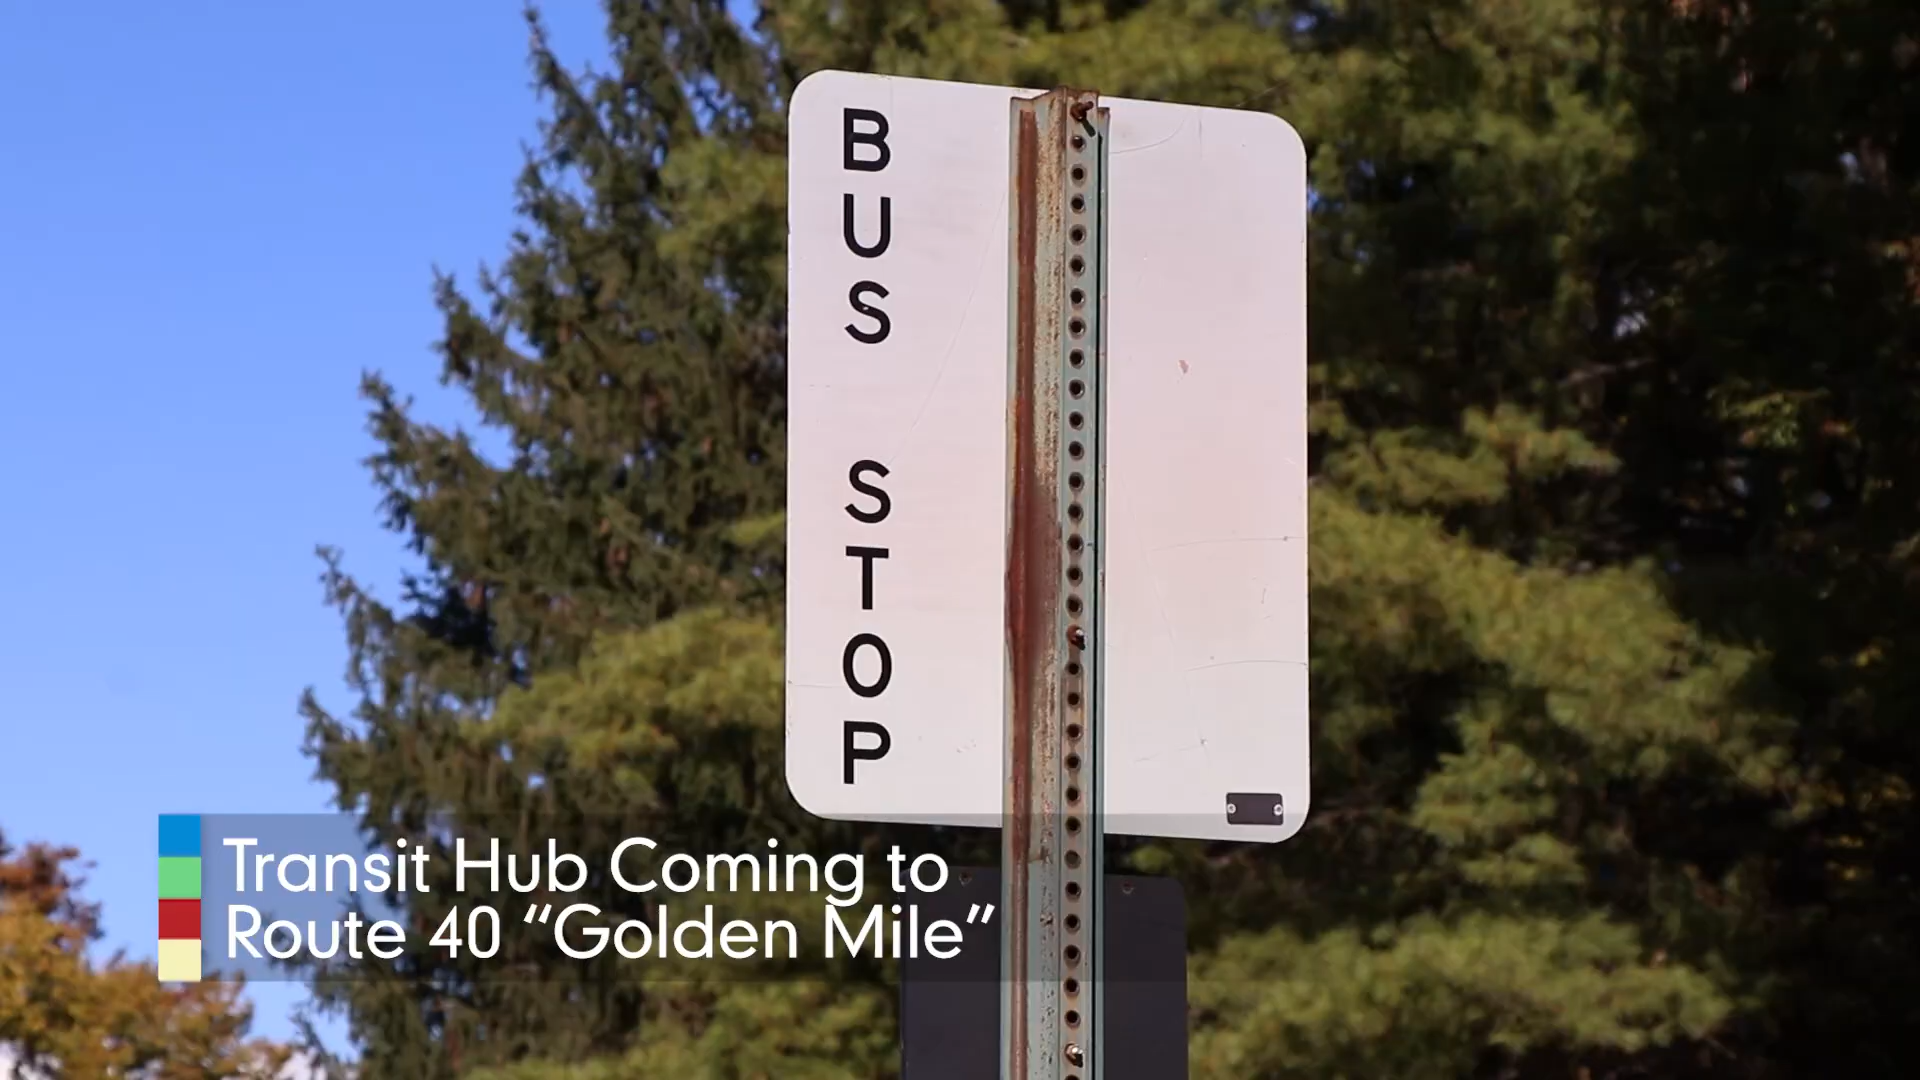 BUS STOP
Transit Hub Coming to
Route 40 “Golden Mile”